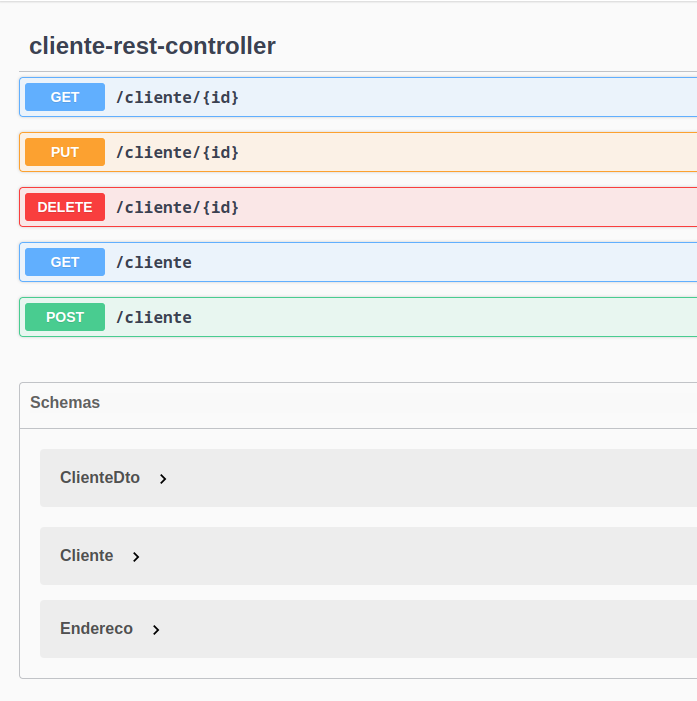 cliente-rest-controller
GET /cliente/{id}
PUT /cliente/{id}
DELETE /cliente/{id}
GET /cliente
POST /cliente
Schemas
ClienteDto
Cliente
Endereco